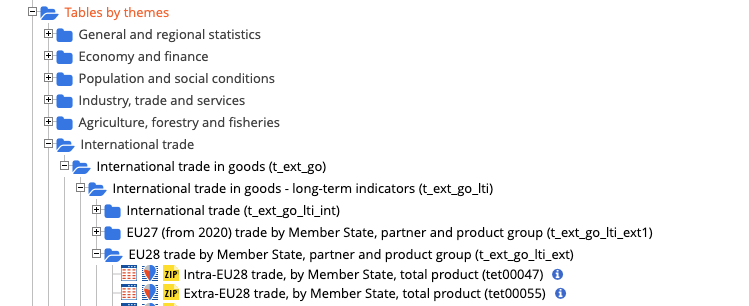 Tables by themes
General and regional statistics
Economy and finance
Population and social conditions
Industry, trade and services
Agriculture, forestry and fisheries
International trade
International trade in goods (t_ext_go)
International trade in goods - long-term indicators (t_ext_go_lti)
International trade (t_ext_go_lti_int)
EU27 (from 2020) trade by Member State, partner and product group (t_ext_go_lti_ext1)
EU28 trade by Member State, partner and product group (t_ext_go_lti_ext)
ZIP Intra-EU28 trade, by Member State, total product (tet00047) i
ZIP Extra-EU28 trade, by Member State, total product (tet00055) i